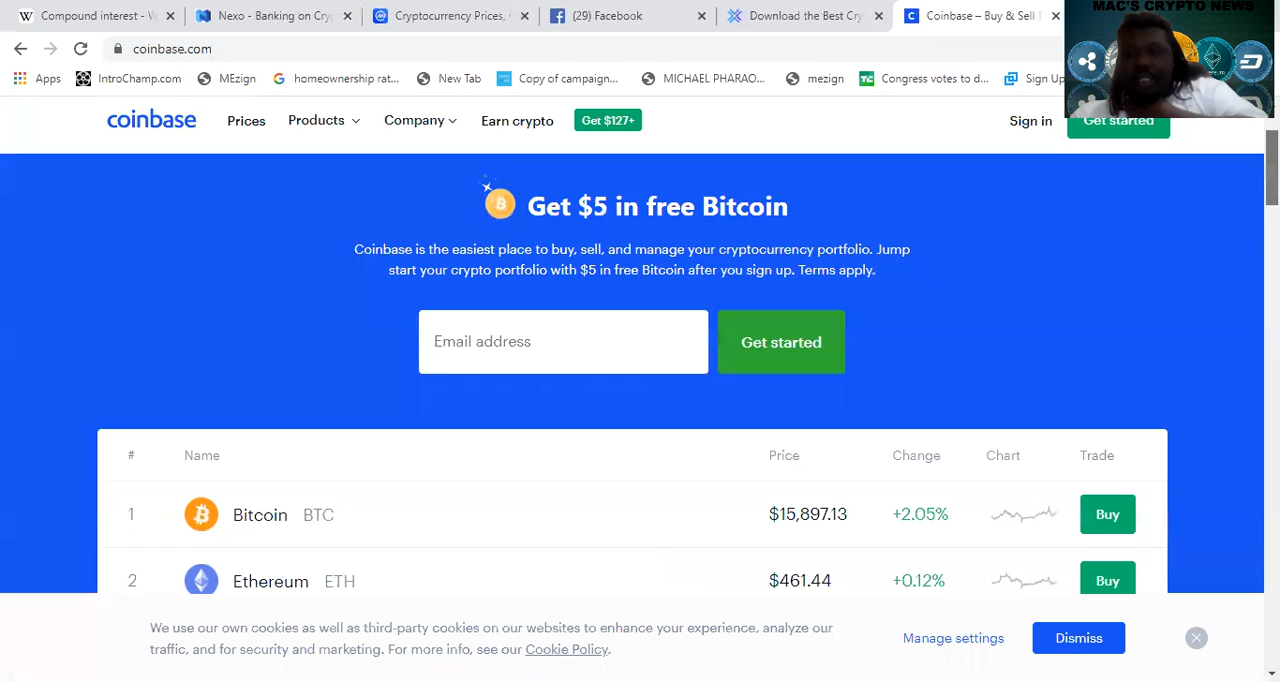 Compound interest - W
Nexo - Banking on Cry
Cryptocurrency Prices,
(29) Facebook
Download the Best Cry
Coinbase – Buy & Sell
MAC'S CRYPTO NEWS
coinbase.com
Apps
IntroChamp.com
MEzign
homeownership rat...
New Tab
Copy of campaign...
MICHAEL PHARAO...
mezign
Congress votes to d...
Sign Up
coinbase
Prices
Products
Company
Earn crypto
Get $127+
Sign in
Get started
Get $5 in free Bitcoin
Coinbase is the easiest place to buy, sell, and manage your cryptocurrency portfolio. Jump
start your crypto portfolio with $5 in free Bitcoin after you sign up. Terms apply.
Email address
Get started
# Name Price Change Chart Trade
1 Bitcoin BTC $15,897.13 +2.05% Buy
2 Ethereum ETH $461.44 +0.12% Buy
We use our own cookies as well as third-party cookies on our websites to enhance your experience, analyze our
traffic, and for security and marketing. For more info, see our Cookie Policy.
Manage settings
Dismiss